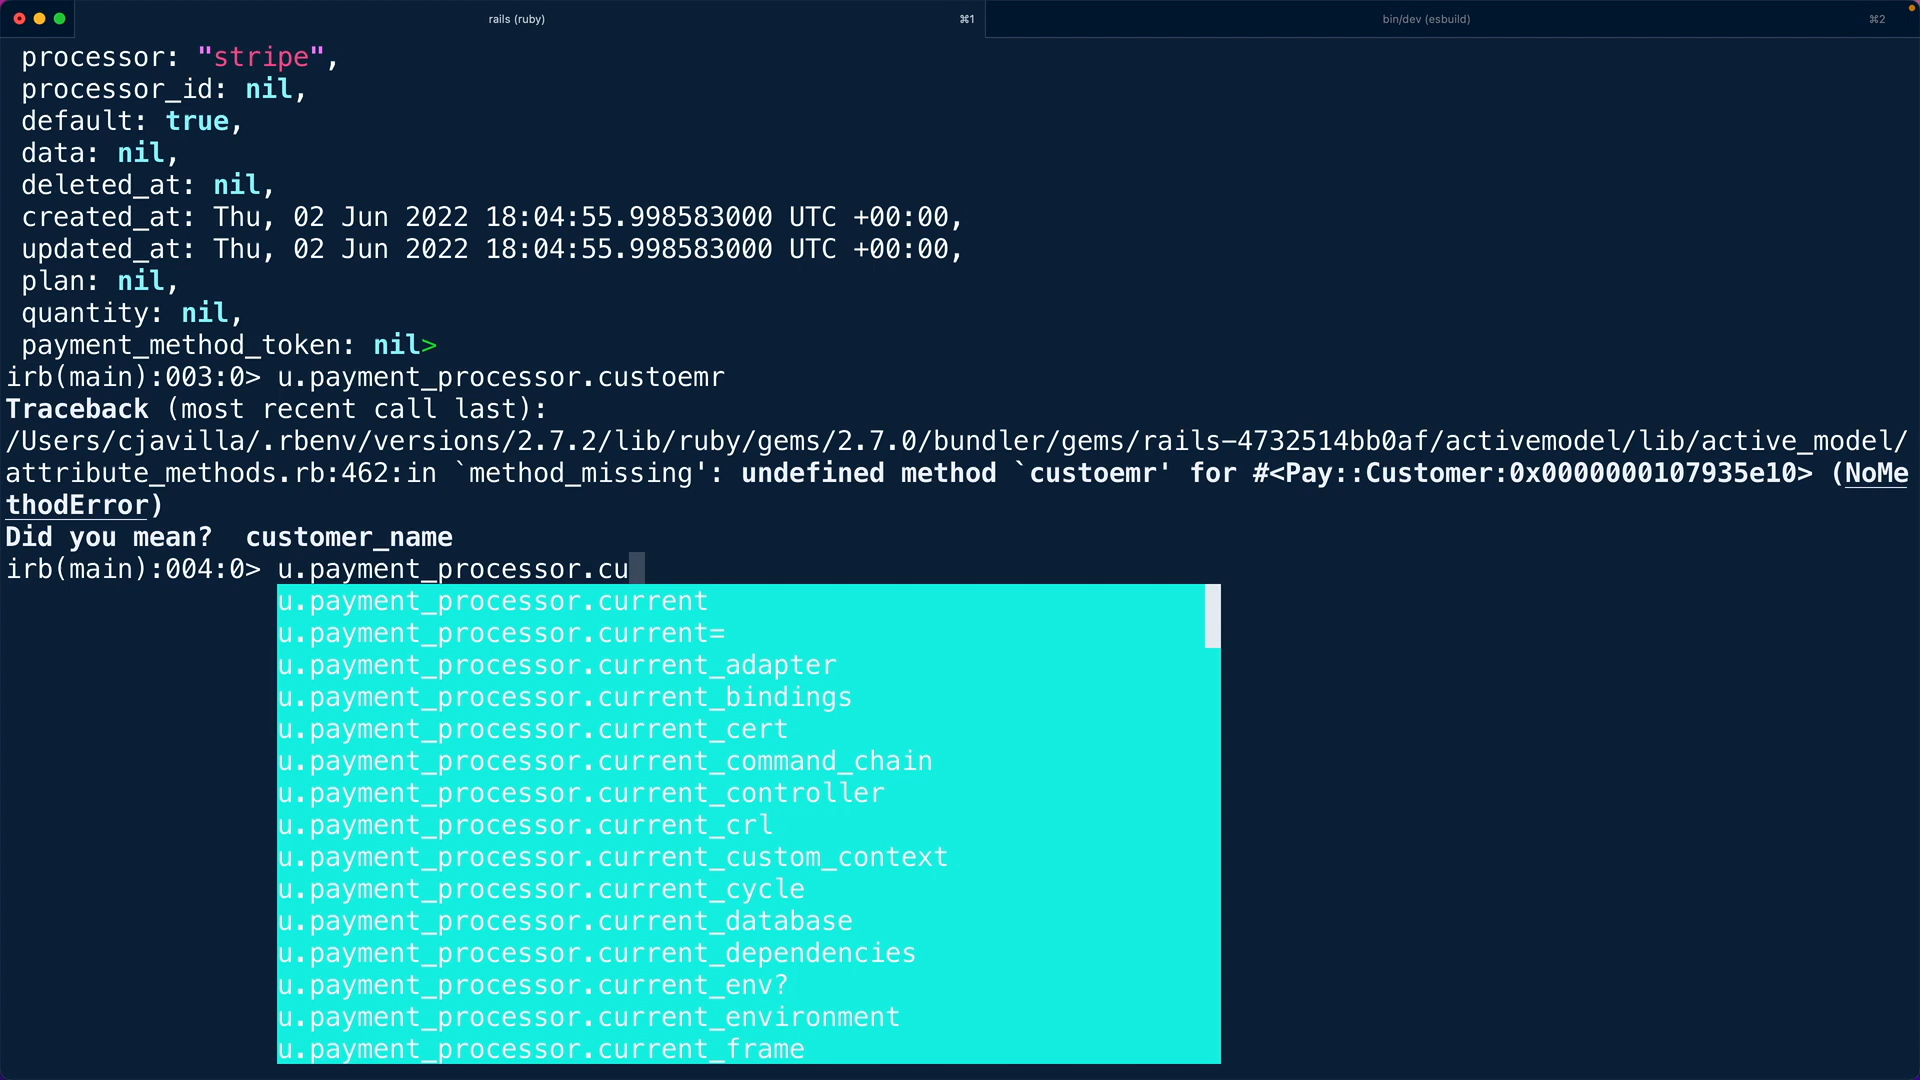 rails (ruby) ⌘1 bin/dev (esbuild) ⌘2
processor: "stripe",
processor_id: nil,
default: true,
data: nil,
deleted_at: nil,
created_at: Thu, 02 Jun 2022 18:04:55.998583000 UTC +00:00,
updated_at: Thu, 02 Jun 2022 18:04:55.998583000 UTC +00:00,
plan: nil,
quantity: nil,
payment_method_token: nil>
irb(main):003:0> u.payment_processor.custoemr
Traceback (most recent call last):
/Users/cjavilla/.rbenv/versions/2.7.2/lib/ruby/gems/2.7.0/bundler/gems/rails-4732514bb0af/activemodel/lib/active_model/
attribute_methods.rb:462:in `method_missing': undefined method `custoemr' for #<Pay::Customer:0x0000000107935e10> (NoMe
thodError)
Did you mean?  customer_name
irb(main):004:0> u.payment_processor.cu
u.payment_processor.current
u.payment_processor.current=
u.payment_processor.current_adapter
u.payment_processor.current_bindings
u.payment_processor.current_cert
u.payment_processor.current_command_chain
u.payment_processor.current_controller
u.payment_processor.current_crl
u.payment_processor.current_custom_context
u.payment_processor.current_cycle
u.payment_processor.current_database
u.payment_processor.current_dependencies
u.payment_processor.current_env?
u.payment_processor.current_environment
u.payment_processor.current_frame